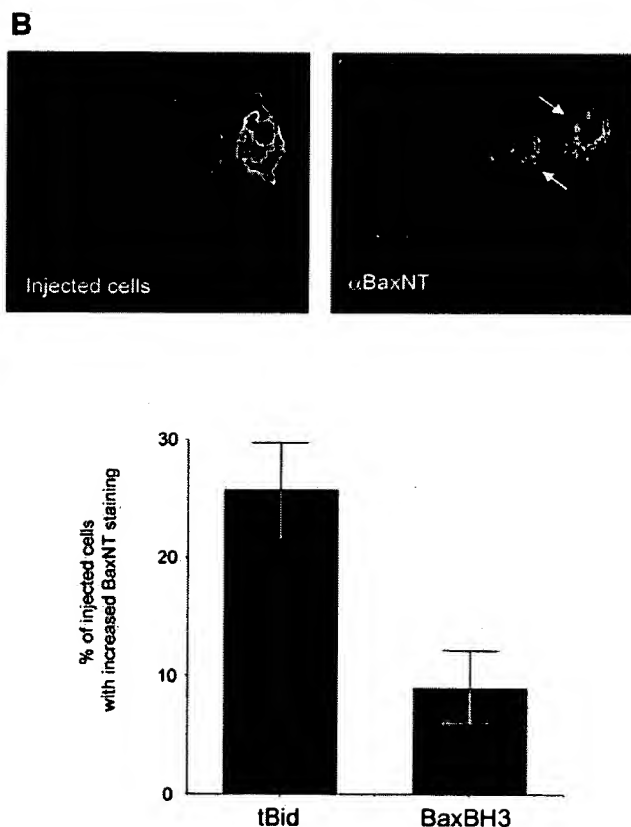 B
Injected cells
αBaxNT
% of injected cells
with increased BaxNT staining
30
20
10
0
tBid
BaxBH3